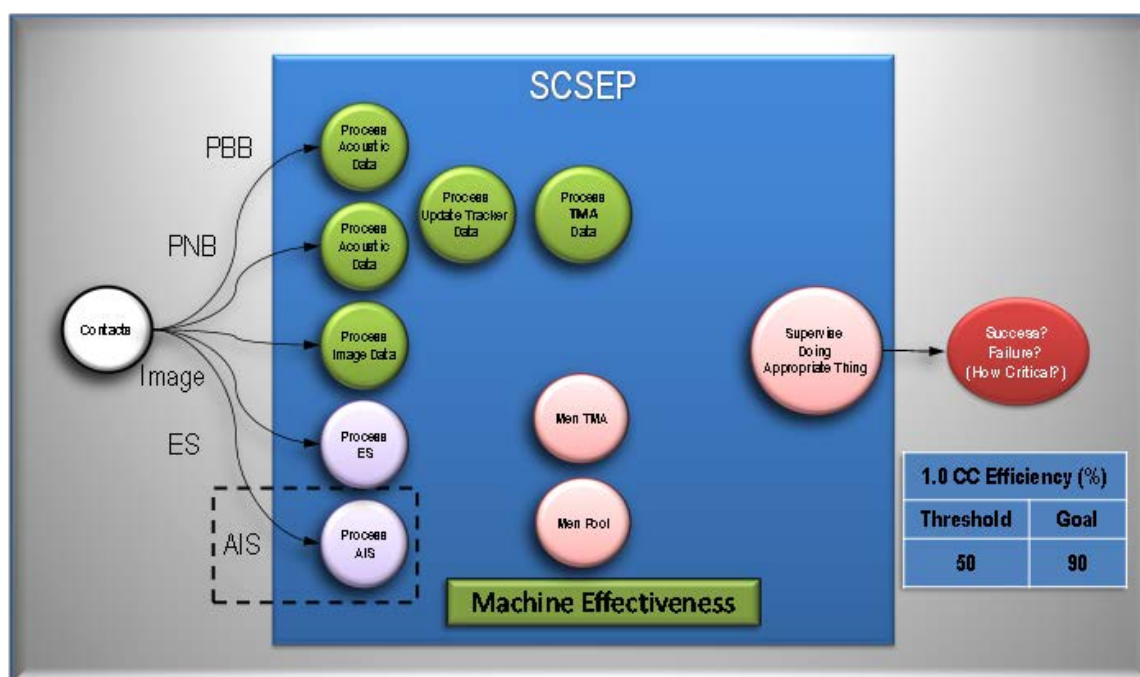 SCSEP
PBB
Process
Acoustic
Data
PNB
Process
Acoustic
Data
Process
Update Tracker
Data
Process
TMA
Data
Contacts
Process
Image Data
Image
ES
Process
ES
AIS
Process
AIS
Men TMA
Men Pool
Supervise
Doing
Appropriate Thing
Success?
Failure?
(How Critical?)
1.0 CC Efficiency (%)
Threshold Goal
50 90
Machine Effectiveness